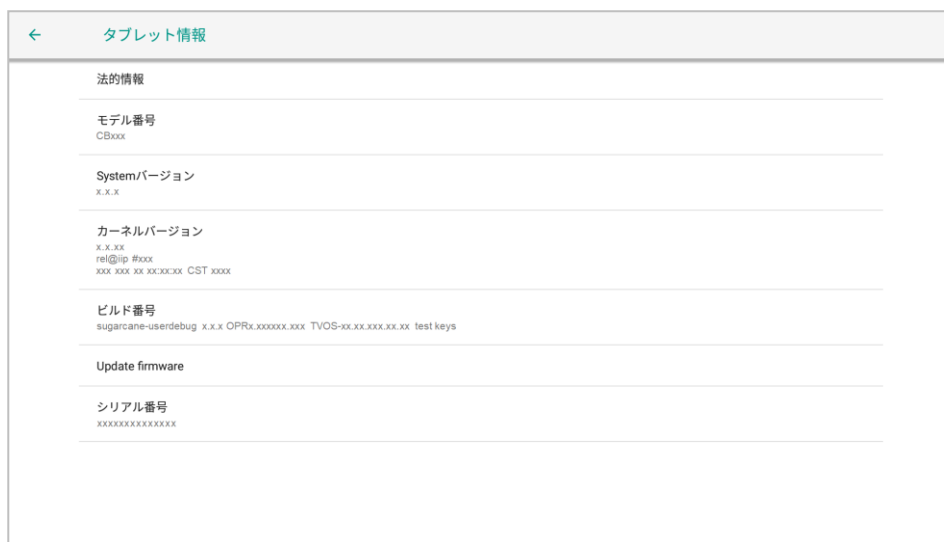 タブレット情報
法的情報
モデル番号
CBxxx
Systemバージョン
x.x.x
カーネルバージョン
x.x.xx
rel@iip #xxx
xxx xxx xx xx:xx:xx CST xxxx
ビルド番号
sugarcane-userdebug x.x.x OPRx.xxxxxx.xxx TVOS-xx.xx.xxx.xx.xx test keys
Update firmware
シリアル番号
xxxxxxxxxxxxxx